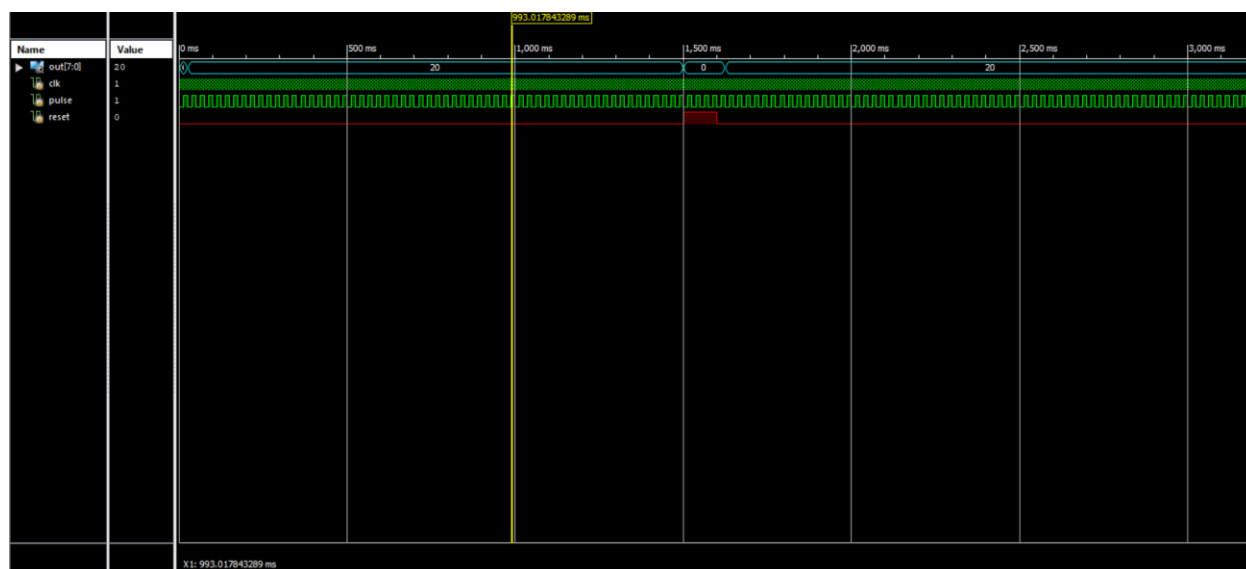 993.017843289 ms
Name Value 0 ms 500 ms 1,000 ms 1,500 ms 2,000 ms 2,500 ms 3,000 ms
out[7:0] 20 20 0 20
clk 1
pulse 1
reset 0
X1: 993.017843289 ms